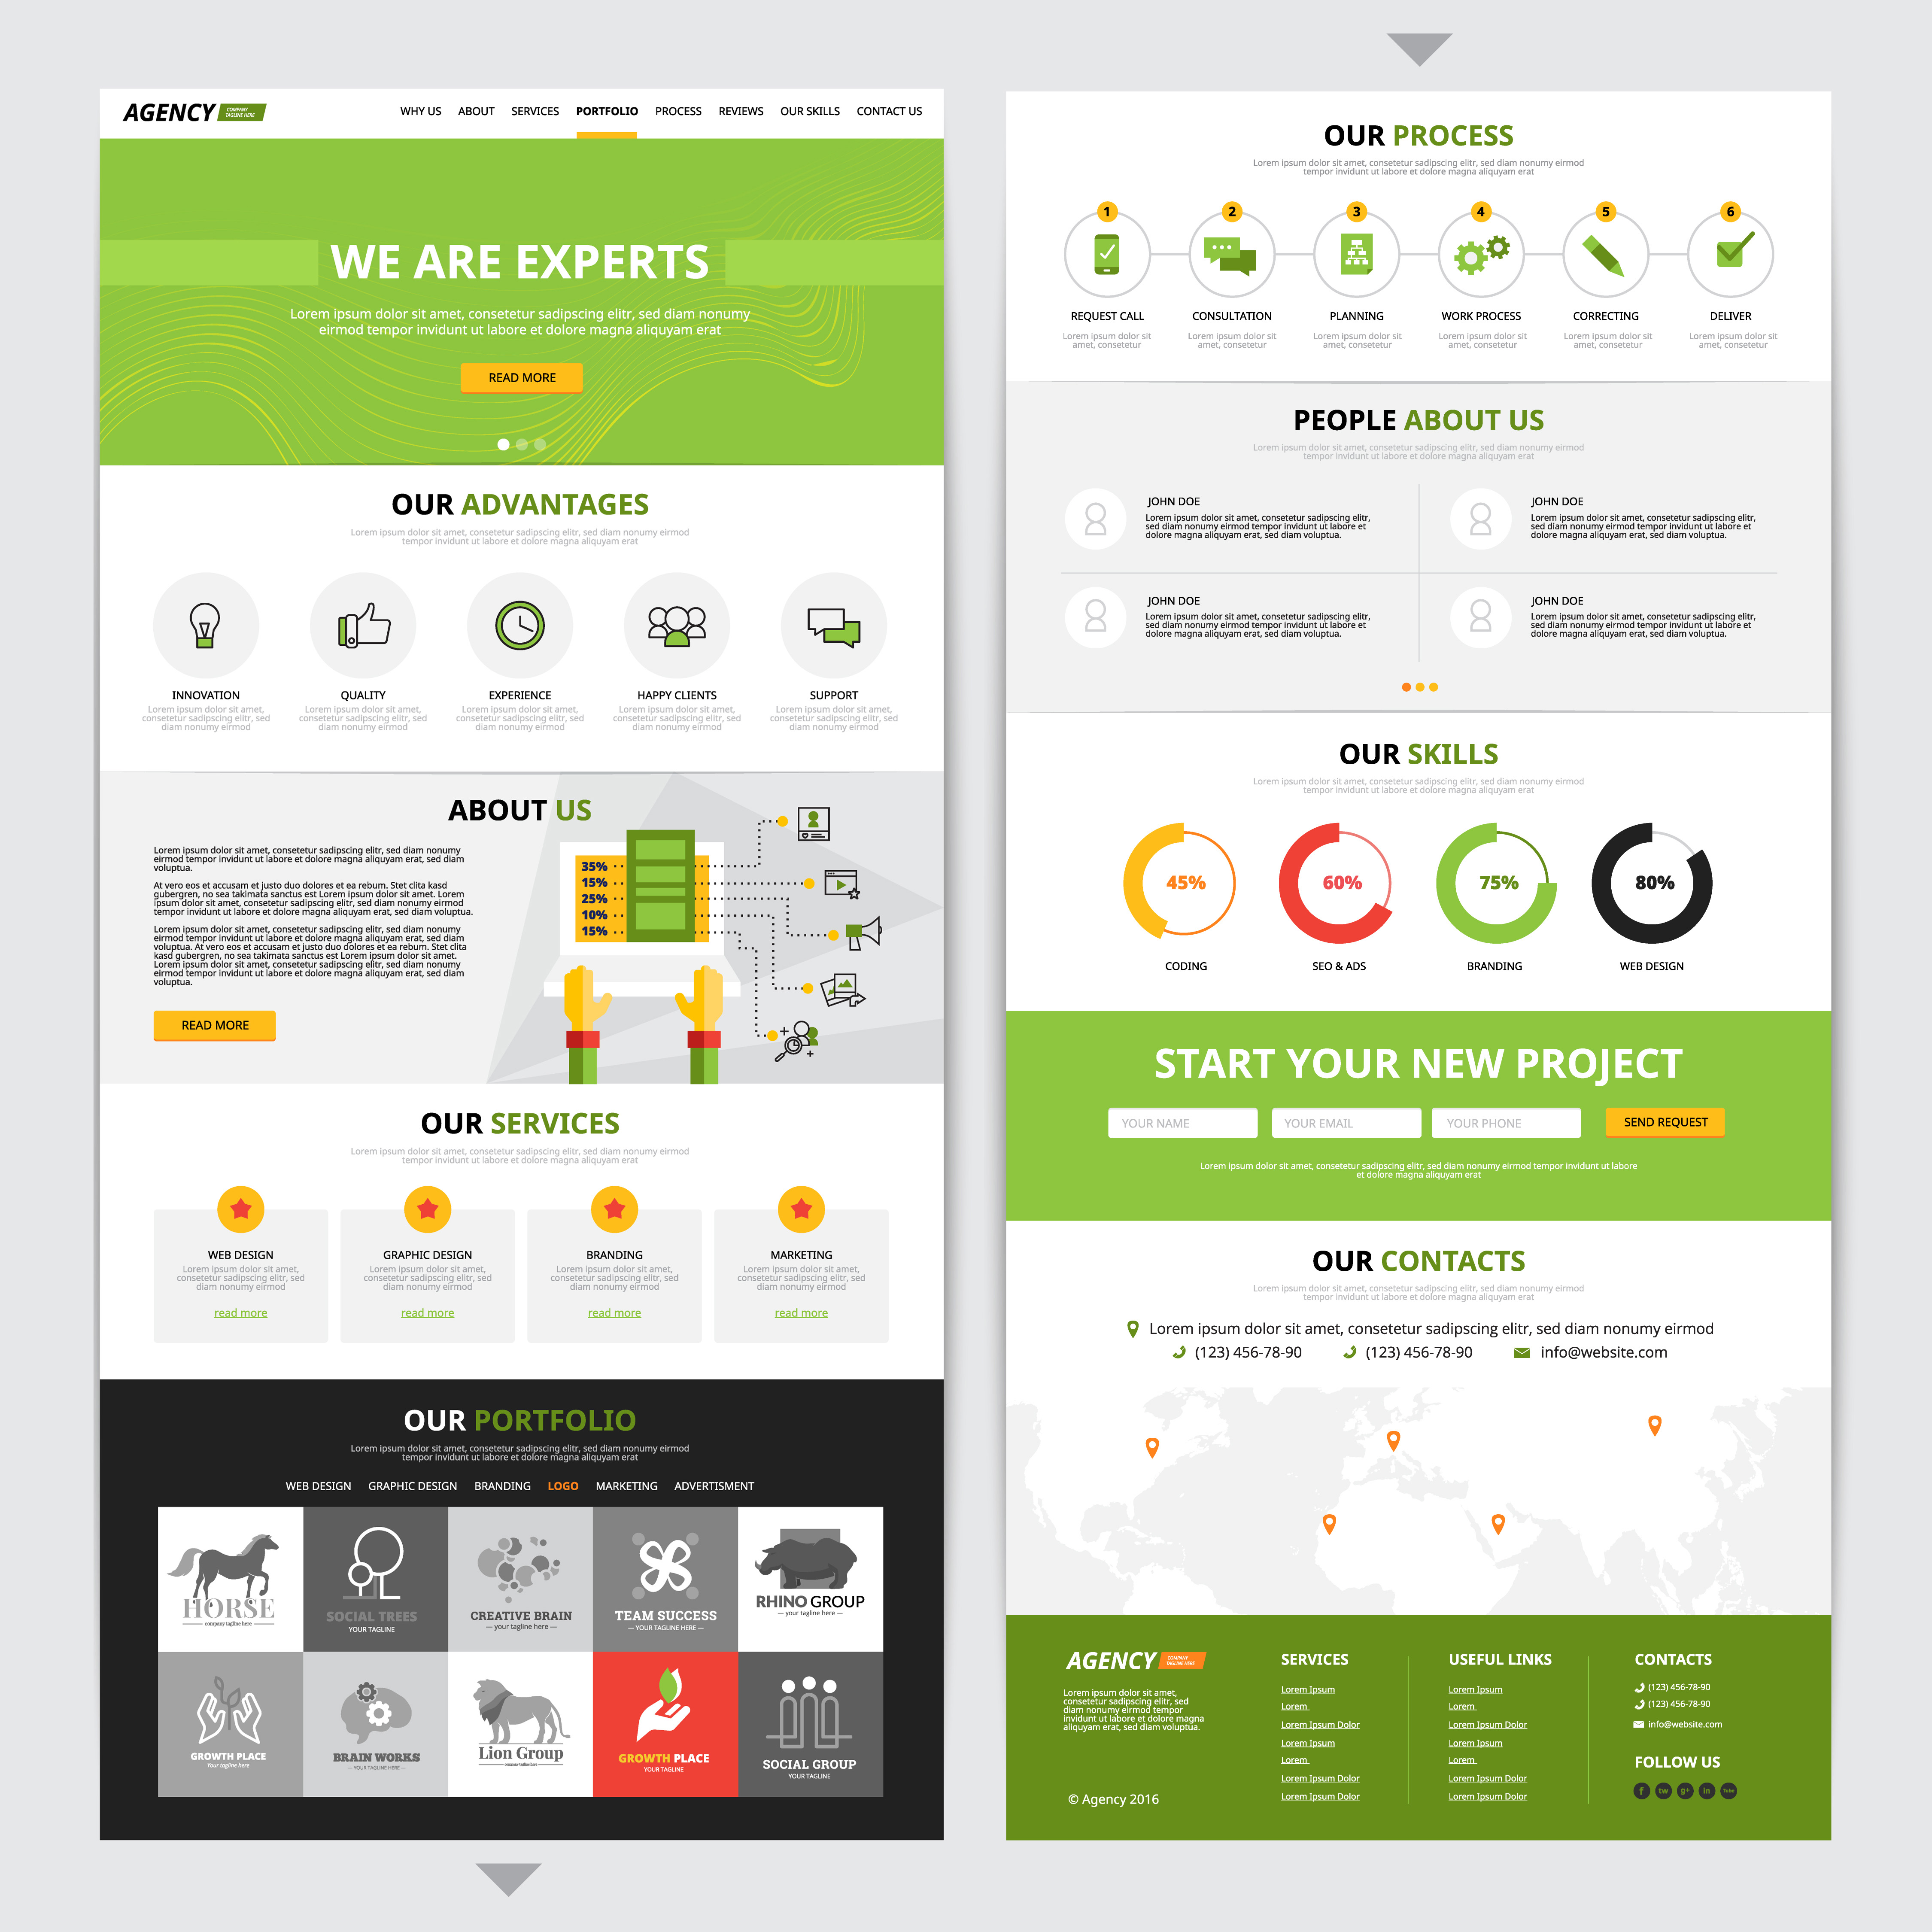 AGENCY
COMPANY
TAGLINE HERE
WHY US ABOUT SERVICES PORTFOLIO PROCESS REVIEWS OUR SKILLS CONTACT US
WE ARE EXPERTS
Lorem ipsum dolor sit amet, consetetur sadipscing elitr, sed diam nonumy
eirmod tempor invidunt ut labore et dolore magna aliquyam erat
READ MORE
OUR ADVANTAGES
Lorem ipsum dolor sit amet, consetetur sadipscing elitr, sed diam nonumy eirmod
tempor invidunt ut labore et dolore magna aliquyam erat
INNOVATION
Lorem ipsum dolor sit amet,
consetetur sadipscing elitr, sed
diam nonumy eirmod
QUALITY
Lorem ipsum dolor sit amet,
consetetur sadipscing elitr, sed
diam nonumy eirmod
EXPERIENCE
Lorem ipsum dolor sit amet,
consetetur sadipscing elitr, sed
diam nonumy eirmod
HAPPY CLIENTS
Lorem ipsum dolor sit amet,
consetetur sadipscing elitr, sed
diam nonumy eirmod
SUPPORT
Lorem ipsum dolor sit amet,
consetetur sadipscing elitr, sed
diam nonumy eirmod
ABOUT US
Lorem ipsum dolor sit amet, consetetur sadipscing elitr, sed diam nonumy
eirmod tempor invidunt ut labore et dolore magna aliquyam erat, sed diam
voluptua.
At vero eos et accusam et justo duo dolores et ea rebum. Stet clita kasd
gubergren, no sea takimata sanctus est Lorem ipsum dolor sit amet. Lorem
ipsum dolor sit amet, consetetur sadipscing elitr, sed diam nonumy eirmod
tempor invidunt ut labore et dolore magna aliquyam erat, sed diam voluptua.
Lorem ipsum dolor sit amet, consetetur sadipscing elitr, sed diam nonumy
eirmod tempor invidunt ut labore et dolore magna aliquyam erat, sed diam
voluptua. At vero eos et accusam et justo duo dolores et ea rebum. Stet clita
kasd gubergren, no sea takimata sanctus est Lorem ipsum dolor sit amet.
Lorem ipsum dolor sit amet, consetetur sadipscing elitr, sed diam nonumy
eirmod tempor invidunt ut labore et dolore magna aliquyam erat, sed diam
voluptua.
READ MORE
35%
15%
25%
10%
15%
OUR SERVICES
Lorem ipsum dolor sit amet, consetetur sadipscing elitr, sed diam nonumy eirmod
tempor invidunt ut labore et dolore magna aliquyam erat
WEB DESIGN
Lorem ipsum dolor sit amet,
consetetur sadipscing elitr, sed
diam nonumy eirmod
read more
GRAPHIC DESIGN
Lorem ipsum dolor sit amet,
consetetur sadipscing elitr, sed
diam nonumy eirmod
read more
BRANDING
Lorem ipsum dolor sit amet,
consetetur sadipscing elitr, sed
diam nonumy eirmod
read more
MARKETING
Lorem ipsum dolor sit amet,
consetetur sadipscing elitr, sed
diam nonumy eirmod
read more
OUR PORTFOLIO
Lorem ipsum dolor sit amet, consetetur sadipscing elitr, sed diam nonumy eirmod
tempor invidunt ut labore et dolore magna aliquyam erat
WEB DESIGN GRAPHIC DESIGN BRANDING LOGO MARKETING ADVERTISMENT
HORSE
company tagline here
SOCIAL TREES
YOUR TAGLINE
CREATIVE BRAIN
— your tagline here —
TEAM SUCCESS
— YOUR TAGLINE HERE —
RHINO GROUP
— your tagline here —
GROWTH PLACE
Your tagline here
BRAIN WORKS
— YOUR TAGLINE HERE —
Lion Group
company tagline here
GROWTH PLACE
YOUR TAGLINE
SOCIAL GROUP
YOUR TAGLINE
OUR PROCESS
Lorem ipsum dolor sit amet, consetetur sadipscing elitr, sed diam nonumy eirmod
tempor invidunt ut labore et dolore magna aliquyam erat
1
REQUEST CALL
Lorem ipsum dolor sit
amet, consetetur
2
CONSULTATION
Lorem ipsum dolor sit
amet, consetetur
3
PLANNING
Lorem ipsum dolor sit
amet, consetetur
4
WORK PROCESS
Lorem ipsum dolor sit
amet, consetetur
5
CORRECTING
Lorem ipsum dolor sit
amet, consetetur
6
DELIVER
Lorem ipsum dolor sit
amet, consetetur
PEOPLE ABOUT US
Lorem ipsum dolor sit amet, consetetur sadipscing elitr, sed diam nonumy eirmod
tempor invidunt ut labore et dolore magna aliquyam erat
JOHN DOE
Lorem ipsum dolor sit amet, consetetur sadipscing elitr,
sed diam nonumy eirmod tempor invidunt ut labore et
dolore magna aliquyam erat, sed diam voluptua.
JOHN DOE
Lorem ipsum dolor sit amet, consetetur sadipscing elitr,
sed diam nonumy eirmod tempor invidunt ut labore et
dolore magna aliquyam erat, sed diam voluptua.
JOHN DOE
Lorem ipsum dolor sit amet, consetetur sadipscing elitr,
sed diam nonumy eirmod tempor invidunt ut labore et
dolore magna aliquyam erat, sed diam voluptua.
JOHN DOE
Lorem ipsum dolor sit amet, consetetur sadipscing elitr,
sed diam nonumy eirmod tempor invidunt ut labore et
dolore magna aliquyam erat, sed diam voluptua.
OUR SKILLS
Lorem ipsum dolor sit amet, consetetur sadipscing elitr, sed diam nonumy eirmod
tempor invidunt ut labore et dolore magna aliquyam erat
45%
CODING
60%
SEO & ADS
75%
BRANDING
80%
WEB DESIGN
START YOUR NEW PROJECT
YOUR NAME YOUR EMAIL YOUR PHONE SEND REQUEST
Lorem ipsum dolor sit amet, consetetur sadipscing elitr, sed diam nonumy eirmod tempor invidunt ut labore
et dolore magna aliquyam erat
OUR CONTACTS
Lorem ipsum dolor sit amet, consetetur sadipscing elitr, sed diam nonumy eirmod
tempor invidunt ut labore et dolore magna aliquyam erat
Lorem ipsum dolor sit amet, consetetur sadipscing elitr, sed diam nonumy eirmod
(123) 456-78-90 (123) 456-78-90 info@website.com
AGENCY
COMPANY
TAGLINE HERE
Lorem ipsum dolor sit amet,
consetetur sadipscing elitr, sed
diam nonumy eirmod tempor
invidunt ut labore et dolore magna
aliquyam erat, sed diam voluptua.
© Agency 2016
SERVICES
Lorem Ipsum
Lorem
Lorem Ipsum Dolor
Lorem Ipsum
Lorem
Lorem Ipsum Dolor
Lorem Ipsum Dolor
USEFUL LINKS
Lorem Ipsum
Lorem
Lorem Ipsum Dolor
Lorem Ipsum
Lorem
Lorem Ipsum Dolor
Lorem Ipsum Dolor
CONTACTS
(123) 456-78-90
(123) 456-78-90
info@website.com
FOLLOW US
f tw g+ in Tube